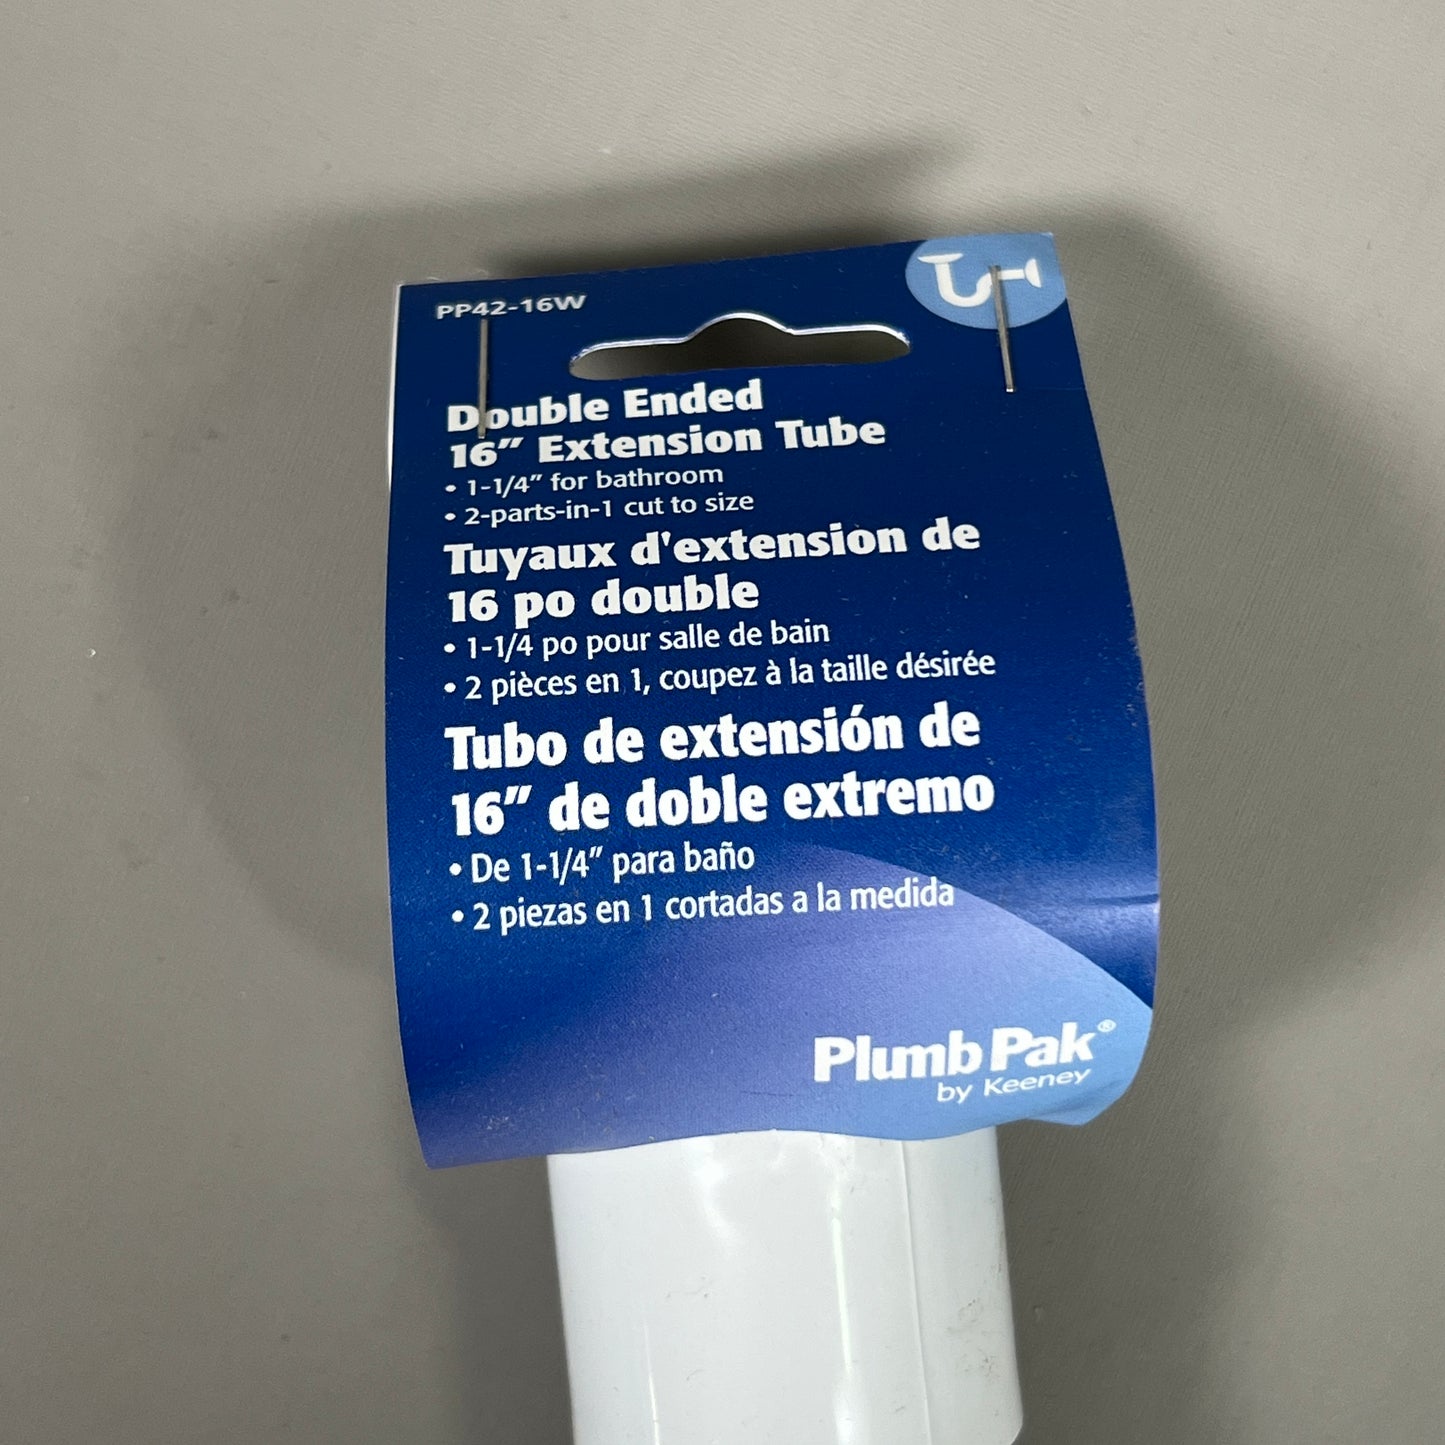 PP42-16W
Double Ended
16" Extension Tube
• 1-1/4" for bathroom
• 2-parts-in-1 cut to size
Tuyaux d'extension de
16 po double
• 1-1/4 po pour salle de bain
• 2 pièces en 1, coupez à la taille désirée
Tubo de extensión de
16" de doble extremo
• De 1-1/4" para baño
• 2 piezas en 1 cortadas a la medida
Plumb Pak®
by Keeney